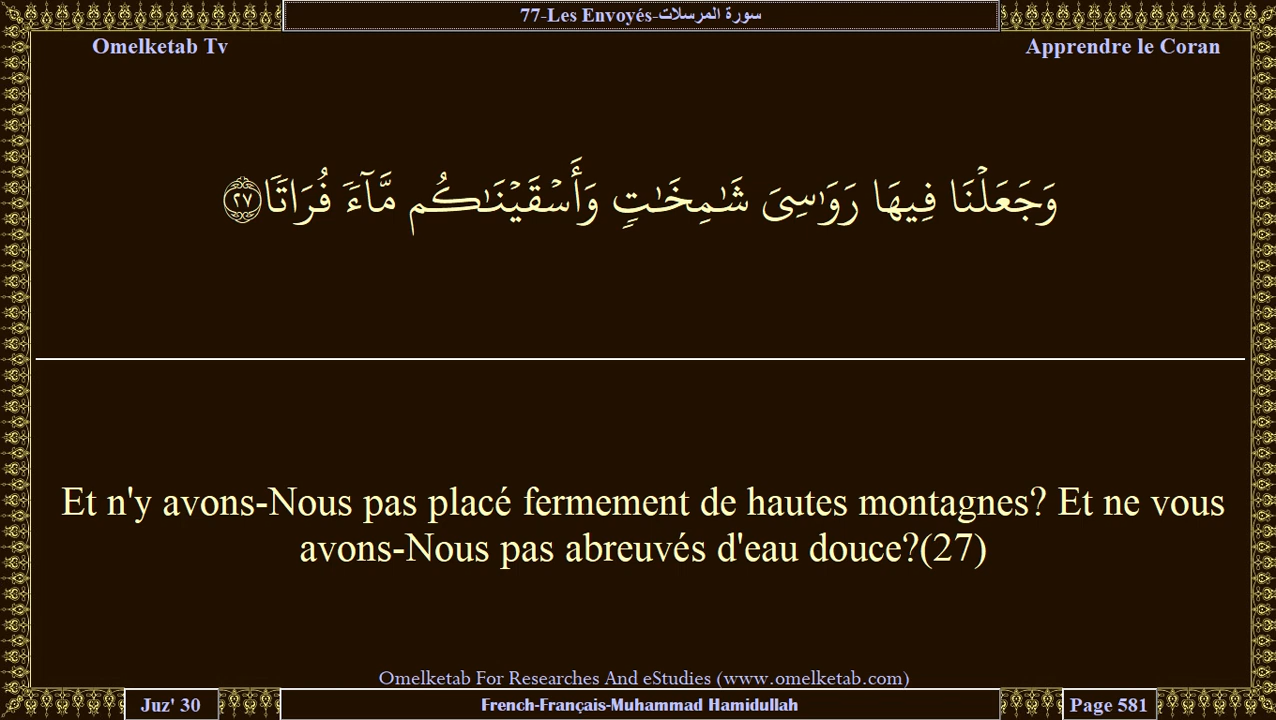 77-Les Envoyés-سورة المرسلات
Omelketab Tv
Apprendre le Coran
وَجَعَلْنَا فِيهَا رَوَٰسِىَ شَـٰمِخَـٰتٍ وَأَسْقَيْنَـٰكُم مَّآءً فُرَاتًا ٢٧
Et n'y avons-Nous pas placé fermement de hautes montagnes? Et ne vous
avons-Nous pas abreuvés d'eau douce?(27)
Omelketab For Researches And eStudies (www.omelketab.com)
Juz' 30
French-Français-Muhammad Hamidullah
Page 581